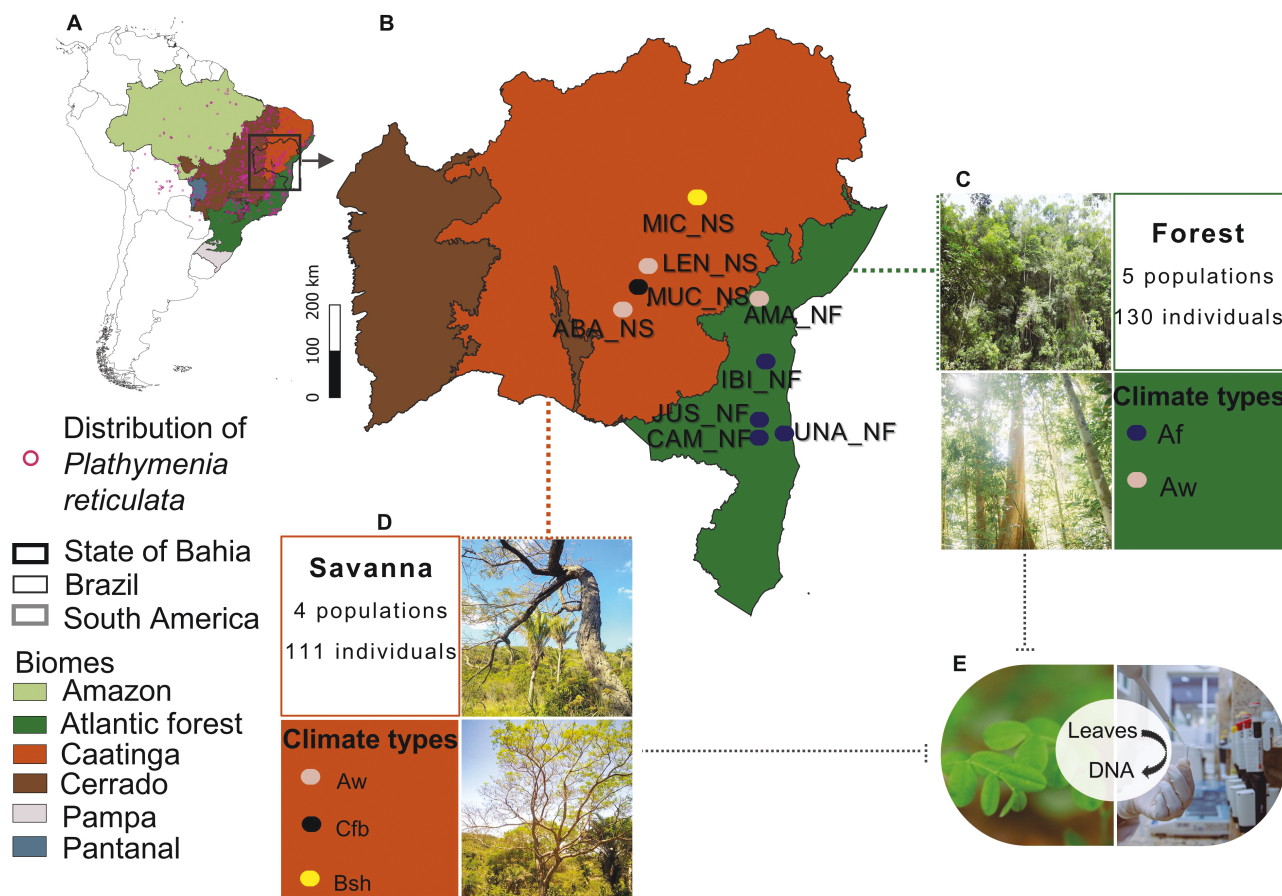 A
B
0 100 200 km
MIC_NS
LEN_NS
MUC_NS
ABA_NS
AMA_NF
IBI_NF
JUS_NF
CAM_NF
UNA_NF
C
Forest
5 populations
130 individuals
Climate types
Af
Aw
Distribution of
Plathymenia
reticulata
State of Bahia
Brazil
South America
Biomes
Amazon
Atlantic forest
Caatinga
Cerrado
Pampa
Pantanal
D
Savanna
4 populations
111 individuals
Climate types
Aw
Cfb
Bsh
E
Leaves
DNA